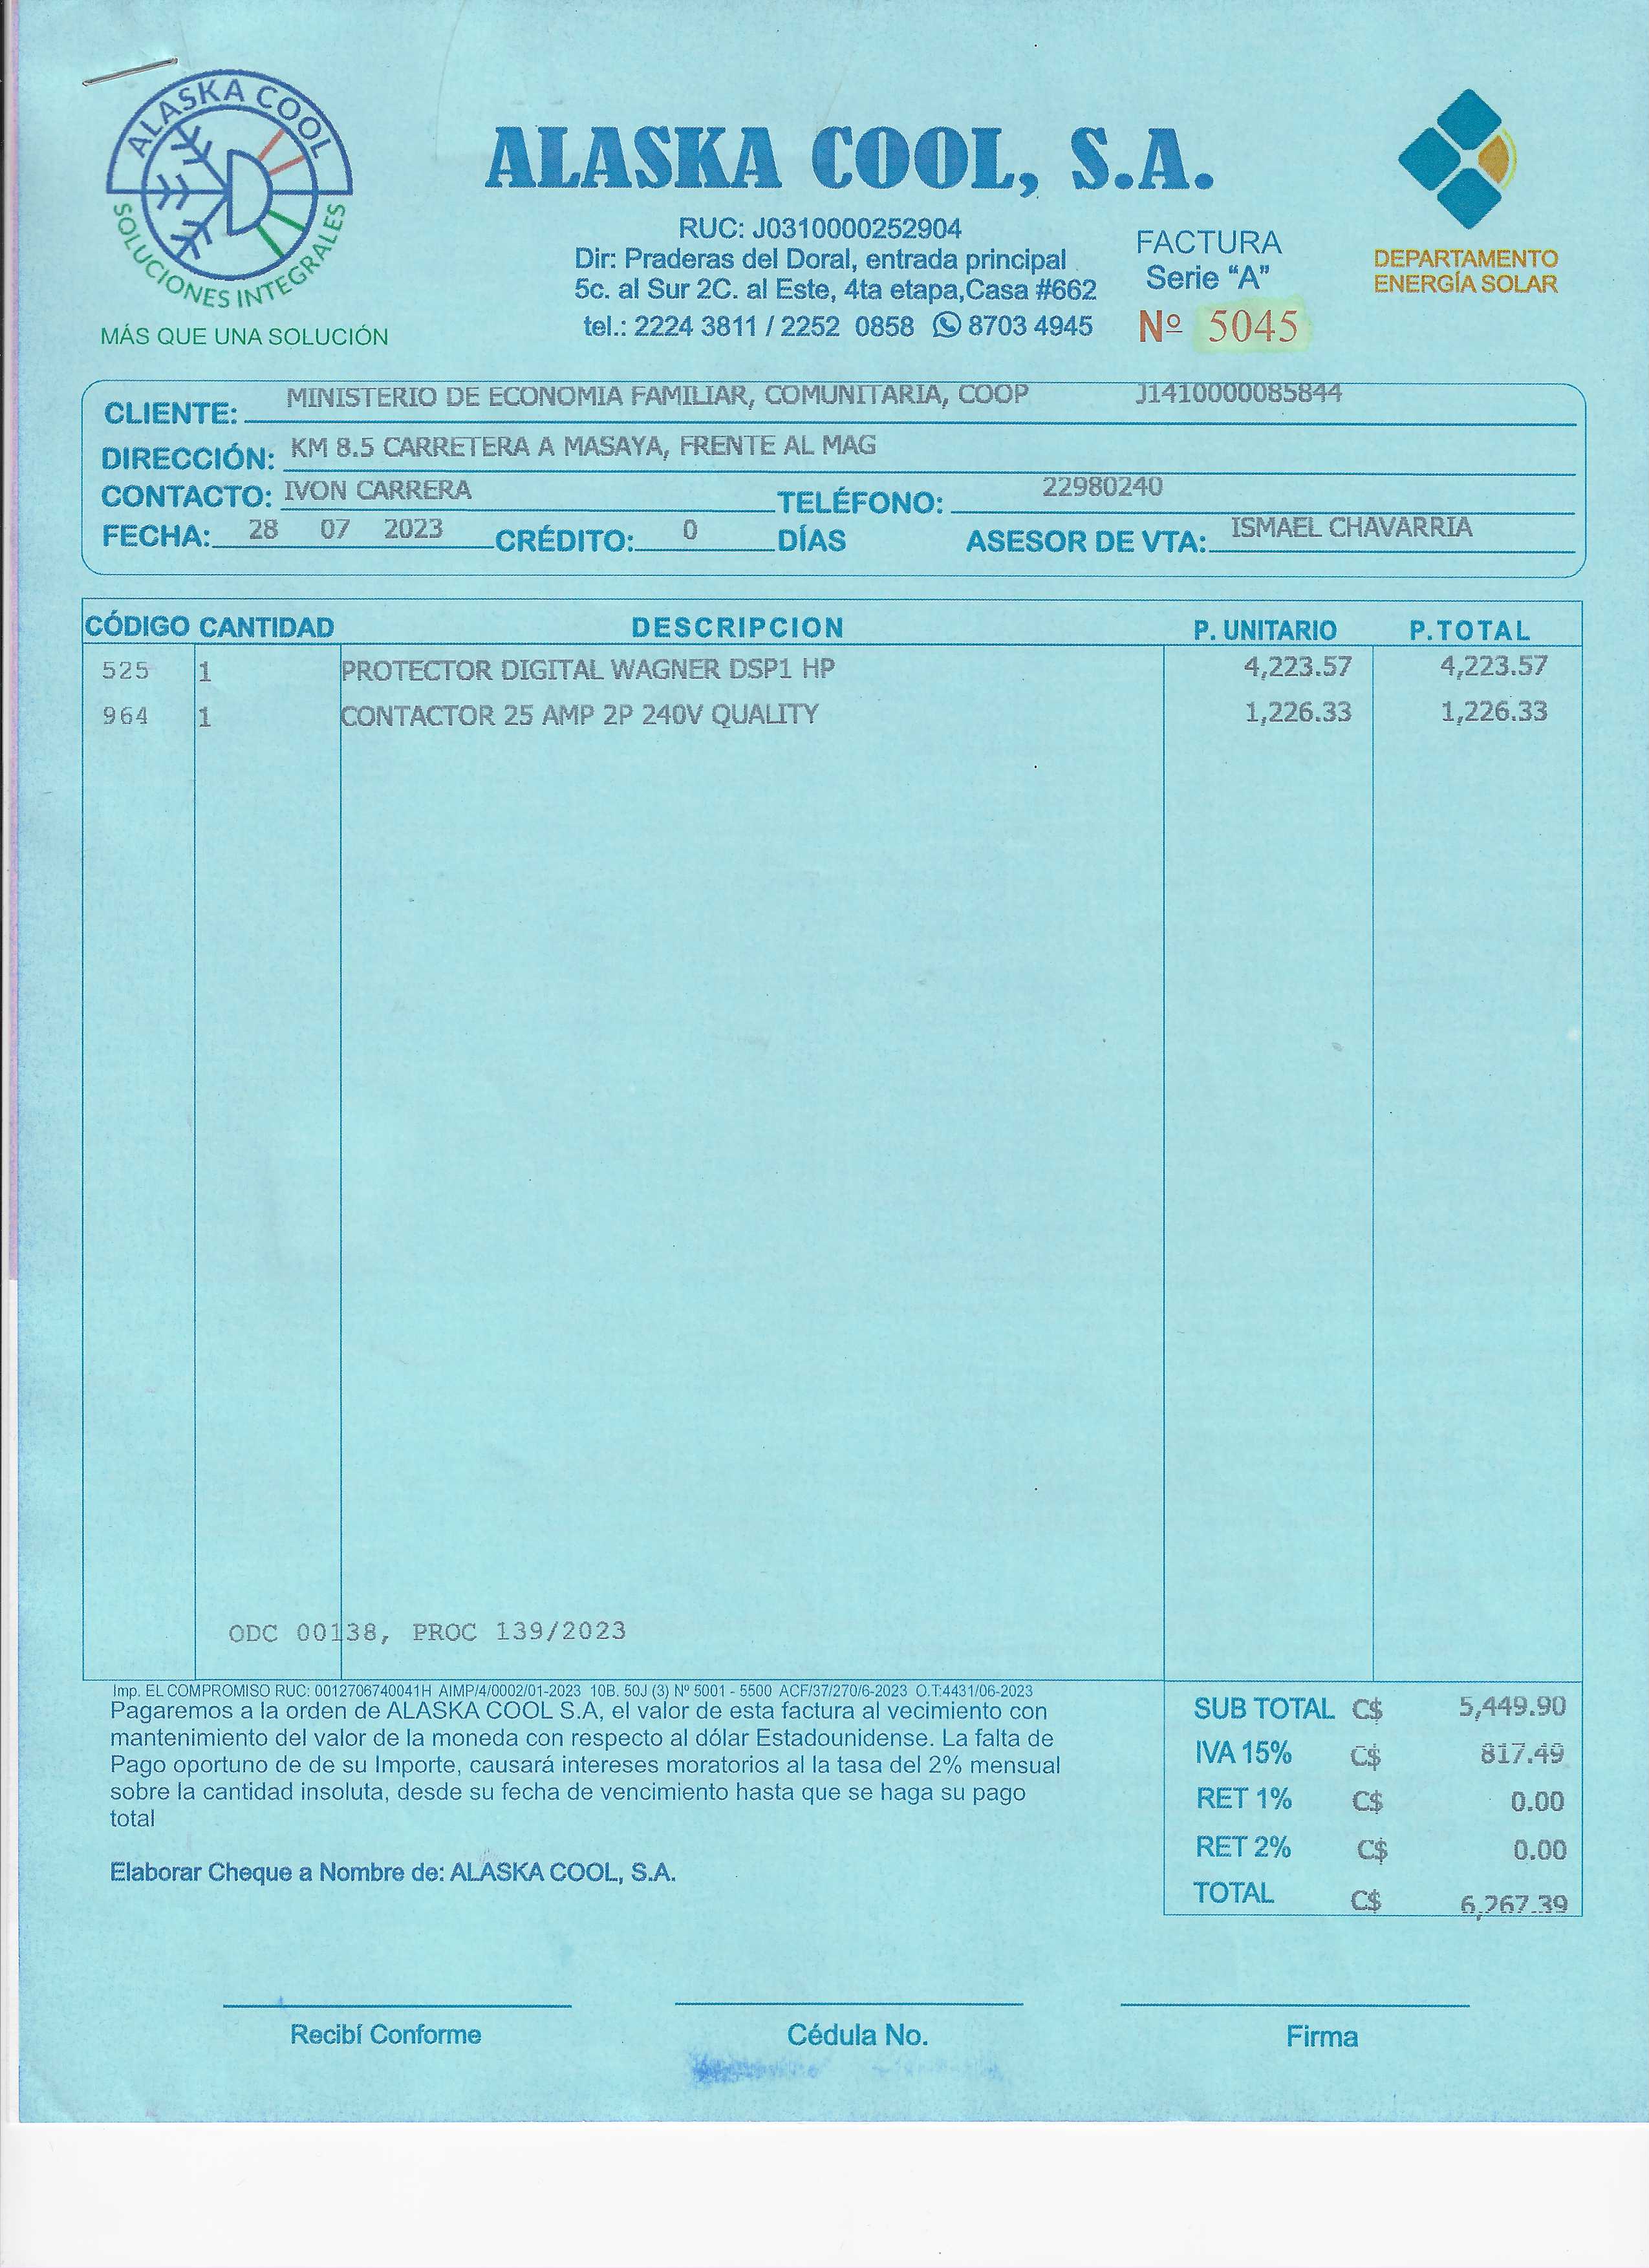 ALASKA COOL
SOLUCIONES INTEGRALES
MÁS QUE UNA SOLUCIÓN
ALASKA COOL, S.A.
RUC: J0310000252904
Dir: Praderas del Doral, entrada principal
5c. al Sur 2C. al Este, 4ta etapa,Casa #662
tel.: 2224 3811 / 2252 0858 8703 4945
FACTURA
Serie "A"
Nº 5045
DEPARTAMENTO
ENERGÍA SOLAR
CLIENTE: MINISTERIO DE ECONOMIA FAMILIAR, COMUNITARIA, COOP J1410000085844
DIRECCIÓN: KM 8.5 CARRETERA A MASAYA, FRENTE AL MAG
CONTACTO: IVON CARRERA TELÉFONO: 22980240
FECHA: 28 07 2023 CRÉDITO: 0 DÍAS ASESOR DE VTA: ISMAEL CHAVARRIA
CÓDIGO CANTIDAD DESCRIPCION P. UNITARIO P.TOTAL
525 1 PROTECTOR DIGITAL WAGNER DSP1 HP 4,223.57 4,223.57
964 1 CONTACTOR 25 AMP 2P 240V QUALITY 1,226.33 1,226.33
ODC 00138, PROC 139/2023
Imp. EL COMPROMISO RUC: 0012706740041H AIMP/4/0002/01-2023 10B. 50J (3) Nº 5001 - 5500 ACF/37/270/6-2023 O.T:4431/06-2023
Pagaremos a la orden de ALASKA COOL S.A, el valor de esta factura al vecimiento con
mantenimiento del valor de la moneda con respecto al dólar Estadounidense. La falta de
Pago oportuno de de su Importe, causará intereses moratorios al la tasa del 2% mensual
sobre la cantidad insoluta, desde su fecha de vencimiento hasta que se haga su pago
total
Elaborar Cheque a Nombre de: ALASKA COOL, S.A.
SUB TOTAL C$ 5,449.90
IVA 15% C$ 817.49
RET 1% C$ 0.00
RET 2% C$ 0.00
TOTAL C$ 6,267.39
Recibí Conforme Cédula No. Firma